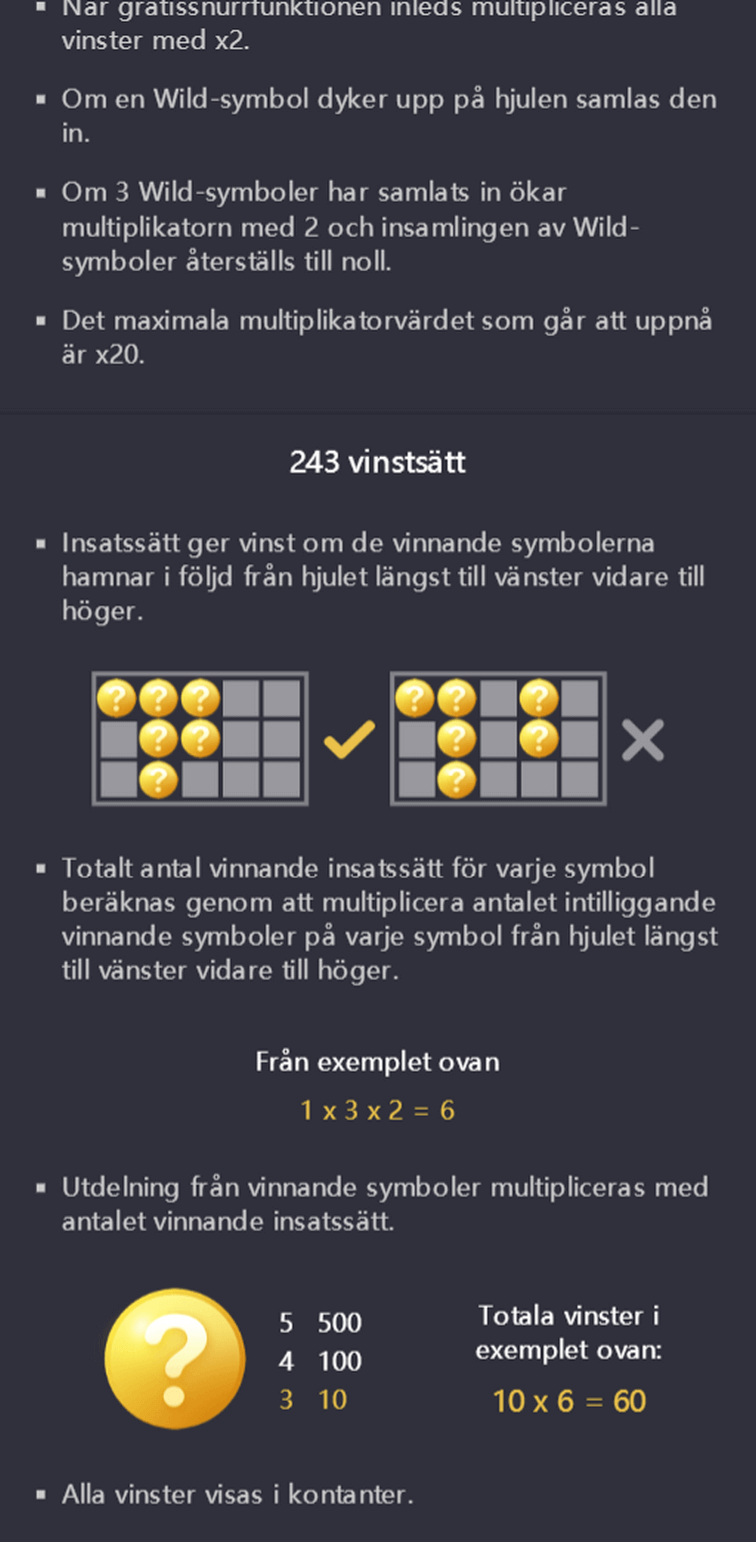 När gratissnurrfunktionen inleds multipliceras alla
vinster med x2.
Om en Wild-symbol dyker upp på hjulen samlas den
in.
Om 3 Wild-symboler har samlats in ökar
multiplikatorn med 2 och insamlingen av Wild-
symboler återställs till noll.
Det maximala multiplikatorvärdet som går att uppnå
är x20.
243 vinstsätt
Insatssätt ger vinst om de vinnande symbolerna
hamnar i följd från hjulet längst till vänster vidare till
höger.
? ? ? ? ? ?
? ? ? ?
? ?
Totalt antal vinnande insatssätt för varje symbol
beräknas genom att multiplicera antalet intilliggande
vinnande symboler på varje symbol från hjulet längst
till vänster vidare till höger.
Från exemplet ovan
1 x 3 x 2 = 6
Utdelning från vinnande symboler multipliceras med
antalet vinnande insatssätt.
?
5 500
4 100
3 10
Totala vinster i
exemplet ovan:
10 x 6 = 60
Alla vinster visas i kontanter.